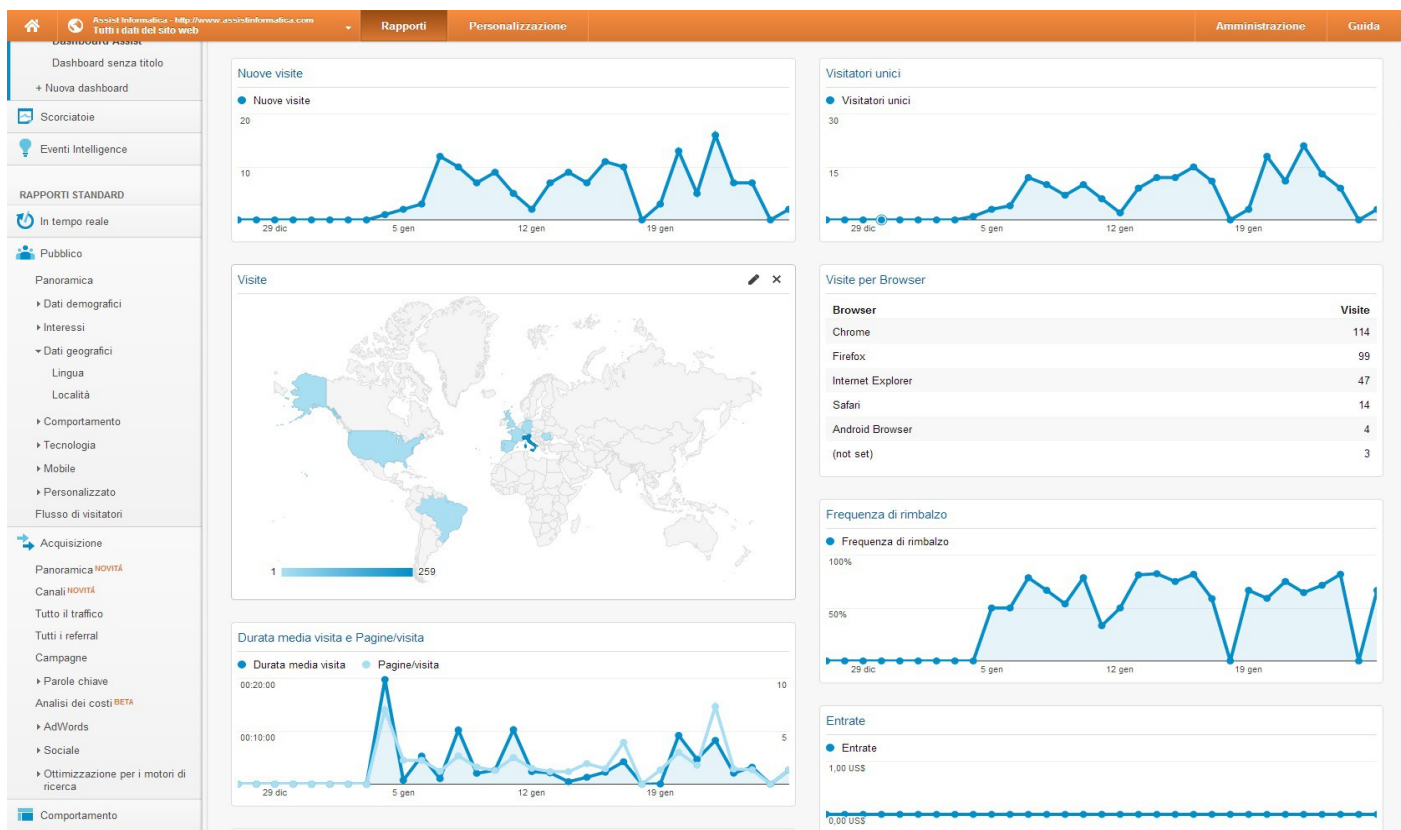 Assist Informatica - http://www.assistinformatica.com
Tutti i dati del sito web
Rapporti
Personalizzazione
Amministrazione
Guida
Dashboard Assist
Dashboard senza titolo
+ Nuova dashboard
Scorciatoie
Eventi Intelligence
RAPPORTI STANDARD
In tempo reale
Pubblico
Panoramica
Dati demografici
Interessi
Dati geografici
Lingua
Località
Comportamento
Tecnologia
Mobile
Personalizzato
Flusso di visitatori
Acquisizione
Panoramica NOVITÁ
Canali NOVITÁ
Tutto il traffico
Tutti i referral
Campagne
Parole chiave
Analisi dei costi BETA
AdWords
Sociale
Ottimizzazione per i motori di
ricerca
Comportamento
Nuove visite
Nuove visite
20
10
29 dic 5 gen 12 gen 19 gen
Visitatori unici
Visitatori unici
30
15
29 dic 5 gen 12 gen 19 gen
Visite
1 259
Visite per Browser
Browser Visite
Chrome 114
Firefox 99
Internet Explorer 47
Safari 14
Android Browser 4
(not set) 3
Frequenza di rimbalzo
Frequenza di rimbalzo
100%
50%
29 dic 5 gen 12 gen 19 gen
Durata media visita e Pagine/visita
Durata media visita Pagine/visita
00:20:00 10
00:10:00 5
29 dic 5 gen 12 gen 19 gen
Entrate
Entrate
1,00 US$
0,00 US$